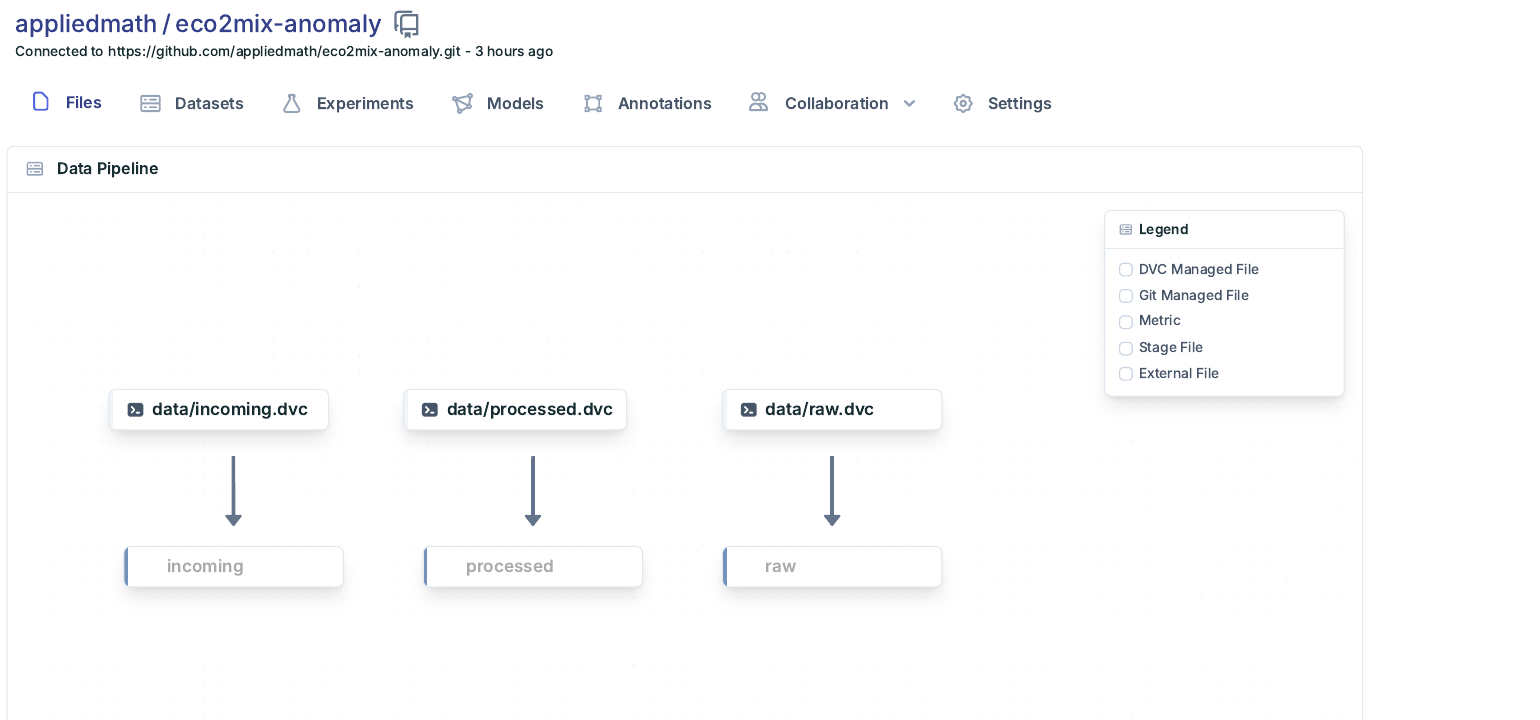 appliedmath / eco2mix-anomaly
Connected to https://github.com/appliedmath/eco2mix-anomaly.git - 3 hours ago
Files Datasets Experiments Models Annotations Collaboration Settings
Data Pipeline
Legend
DVC Managed File
Git Managed File
Metric
Stage File
External File
data/incoming.dvc data/processed.dvc data/raw.dvc
incoming processed raw